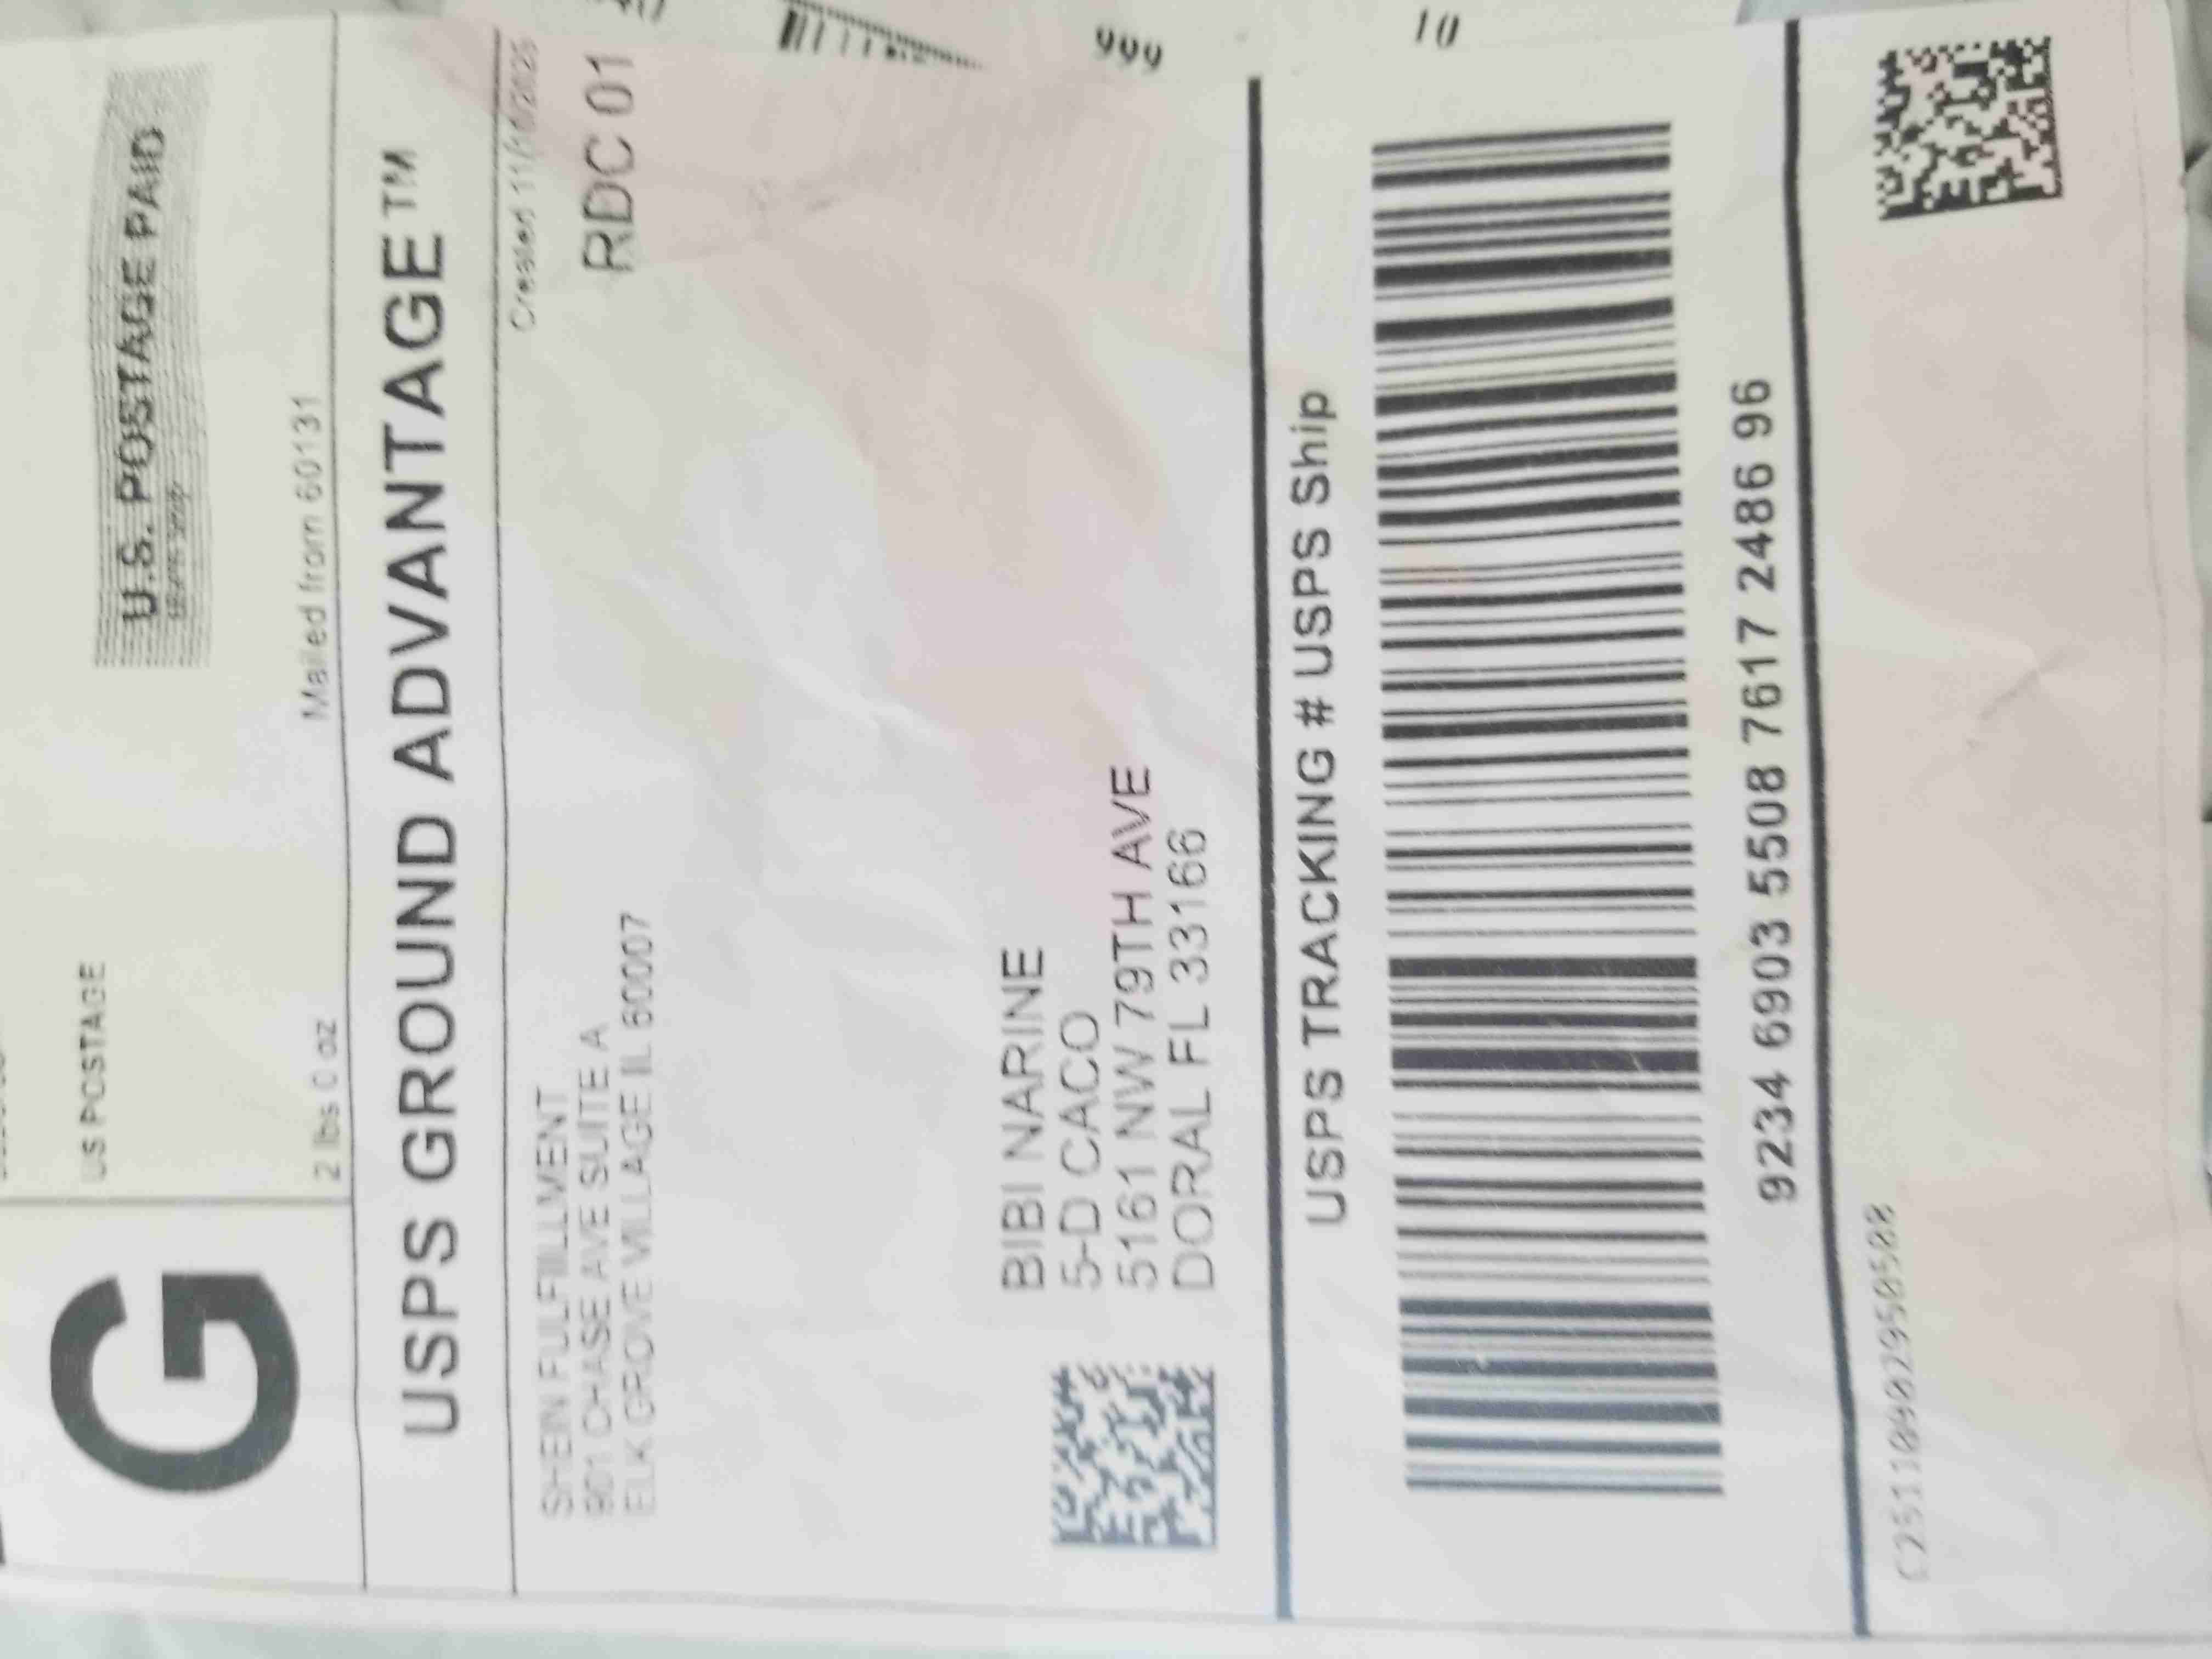 G
US POSTAGE
U.S. POSTAGE PAID
2 lbs 0 oz
Mailed from 60131
USPS GROUND ADVANTAGE™
Created
RDC 01
SHEIN FULFIILLMENT
901 CHASE AVE SUITE A
ELK GROVE VILLAGE IL 60007
BIBI NARINE
5-D CACO
5161 NW 79TH AVE
DORAL FL 33166
USPS TRACKING # USPS Ship
9234 6903 5508 7617 2486 96
999
10